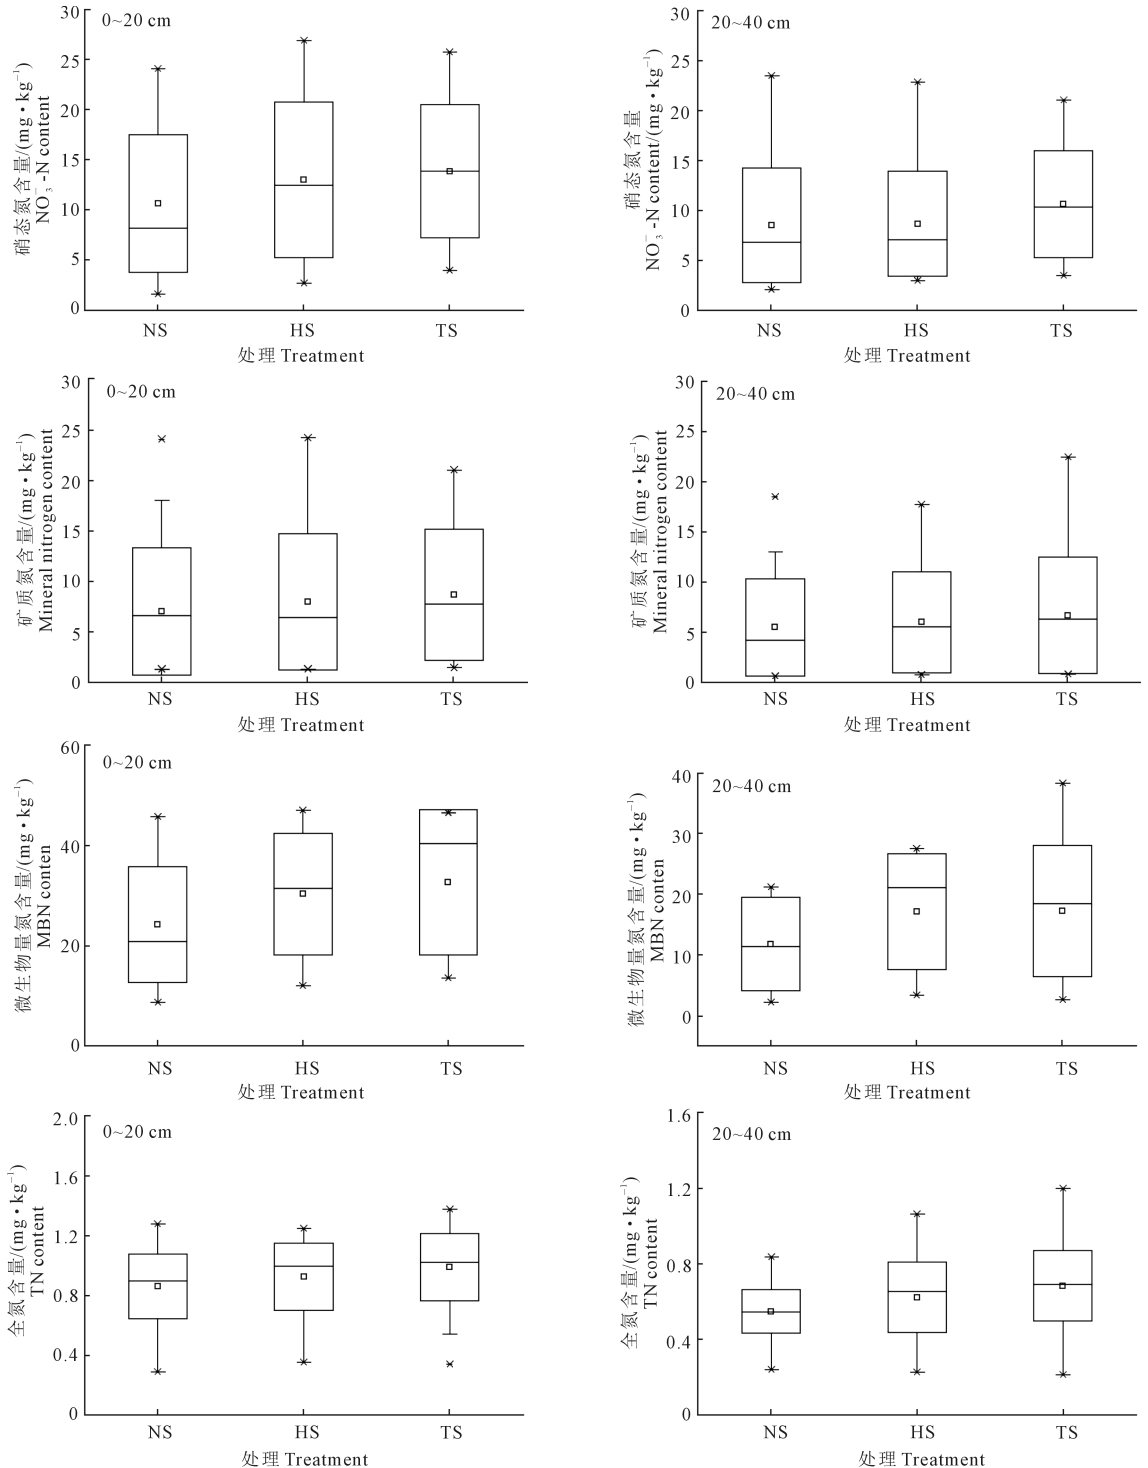 0~20 cm
硝态氮含量/(mg•kg⁻¹)
NO₃⁻-N content
30
25
20
15
10
5
0
NS HS TS
处理 Treatment
20~40 cm
硝态氮含量
NO₃⁻-N content/(mg•kg⁻¹)
30
25
20
15
10
5
0
NS HS TS
处理 Treatment
0~20 cm
矿质氮含量/(mg•kg⁻¹)
Mineral nitrogen content
30
25
20
15
10
5
0
NS HS TS
处理 Treatment
20~40 cm
矿质氮含量/(mg•kg⁻¹)
Mineral nitrogen content
30
25
20
15
10
5
0
NS HS TS
处理 Treatment
0~20 cm
微生物量氮含量/(mg•kg⁻¹)
MBN conten
60
40
20
0
NS HS TS
处理 Treatment
20~40 cm
微生物量氮含量/(mg•kg⁻¹)
MBN conten
40
30
20
10
0
NS HS TS
处理 Treatment
0~20 cm
全氮含量/(mg•kg⁻¹)
TN content
2.0
1.6
1.2
0.8
0.4
0
NS HS TS
处理 Treatment
20~40 cm
全氮含量/(mg•kg⁻¹)
TN content
1.6
1.2
0.8
0.4
0
NS HS TS
处理 Treatment